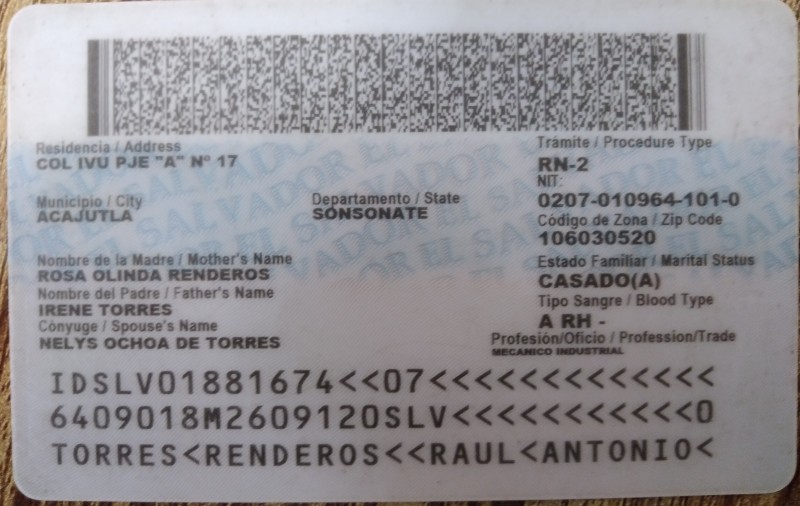 Residencia / Address
COL IVU PJE "A" Nº 17
Municipio / City
ACAJUTLA
Departamento / State
SONSONATE
Nombre de la Madre / Mother's Name
ROSA OLINDA RENDEROS
Nombre del Padre / Father's Name
IRENE TORRES
Cónyuge / Spouse's Name
NELYS OCHOA DE TORRES
Trámite / Procedure Type
RN-2
NIT:
0207-010964-101-0
Código de Zona / Zip Code
106030520
Estado Familiar / Marital Status
CASADO(A)
Tipo Sangre / Blood Type
A RH -
Profesión/Oficio / Profession/Trade
MECANICO INDUSTRIAL
IDSLV01881674<<07<<<<<<<<<<<<<
6409018M2609120SLV<<<<<<<<<<<0
TORRES<RENDEROS<<RAUL<ANTONIO<